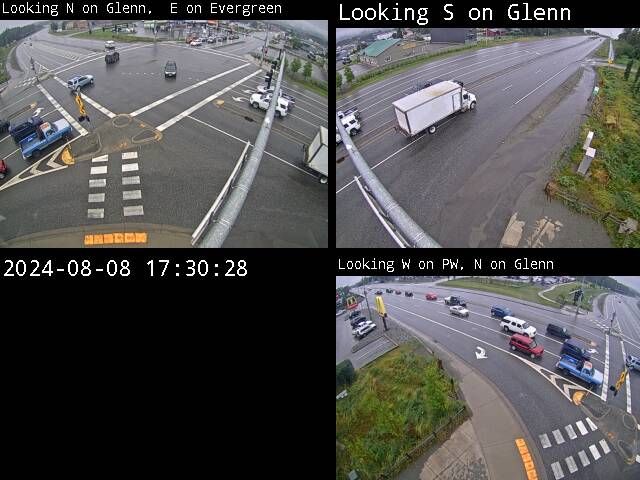 Looking N on Glenn, E on Evergreen
Looking S on Glenn
2024-08-08 17:30:28
Looking W on PW, N on Glenn